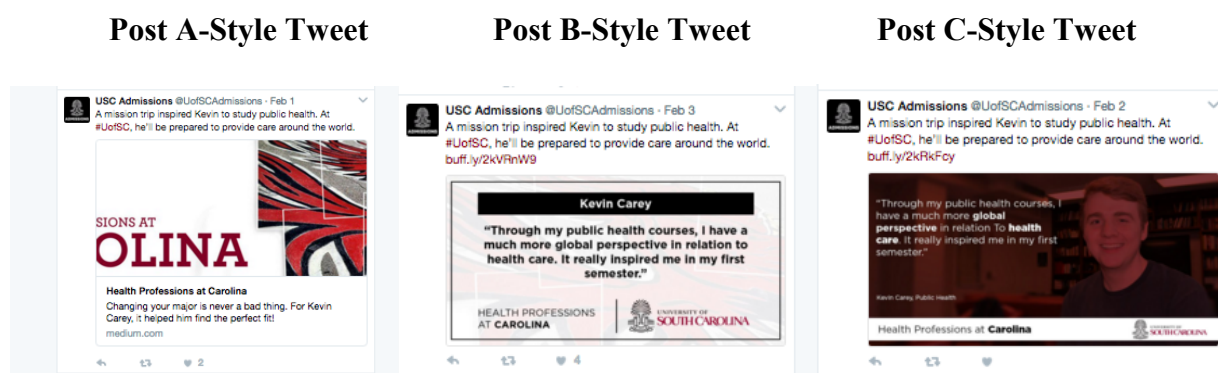 Post A-Style Tweet
Post B-Style Tweet
Post C-Style Tweet
USC Admissions @UofSCAdmissions · Feb 1
A mission trip inspired Kevin to study public health. At
#UofSC, he'll be prepared to provide care around the world.
SIONS AT
OLINA
Health Professions at Carolina
Changing your major is never a bad thing. For Kevin
Carey, it helped him find the perfect fit!
medium.com
2
USC Admissions @UofSCAdmissions · Feb 3
A mission trip inspired Kevin to study public health. At
#UofSC, he'll be prepared to provide care around the world.
buff.ly/2kVRnW9
Kevin Carey
"Through my public health courses, I have a
much more global perspective in relation to
health care. It really inspired me in my first
semester."
HEALTH PROFESSIONS
AT CAROLINA
UNIVERSITY OF
SOUTH CAROLINA
4
USC Admissions @UofSCAdmissions · Feb 2
A mission trip inspired Kevin to study public health. At
#UofSC, he'll be prepared to provide care around the world.
buff.ly/2kRkFcy
"Through my public health courses, I
have a much more global
perspective in relation To health
care. It really inspired me in my first
semester."
Kevin Carey, Public Health
Health Professions at Carolina
UNIVERSITY OF
SOUTH CAROLINA